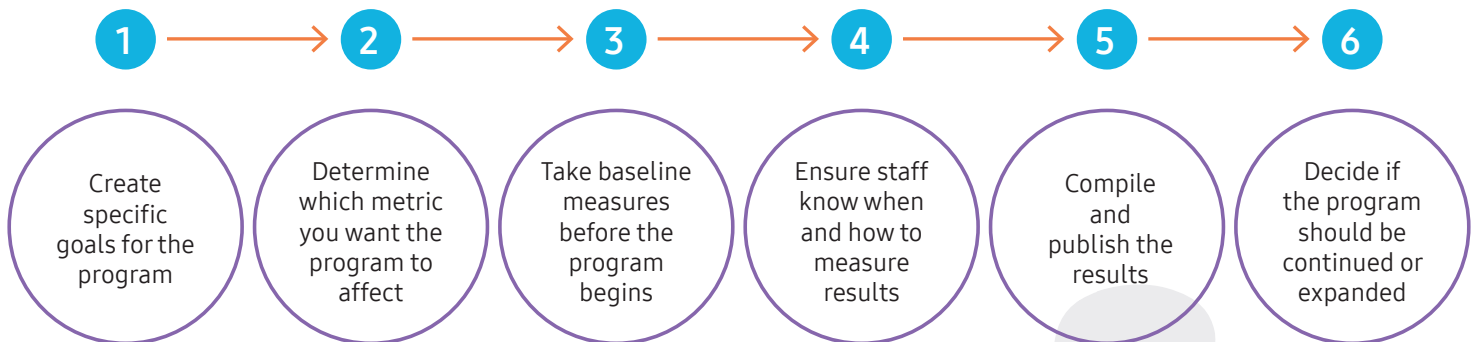 1
2
3
4
5
6
Create
specific
goals for the
program
Determine
which metric
you want the
program to
affect
Take baseline
measures
before the
program
begins
Ensure staff
know when
and how to
measure
results
Compile
and
publish the
results
Decide if
the program
should be
continued or
expanded